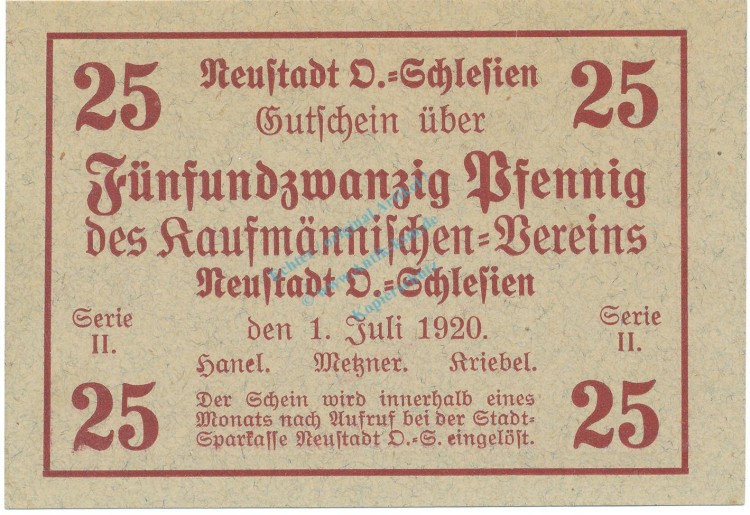 25 Neustadt O.=Schlesien 25
Gutschein über
Fünfundzwanzig Pfennig
des Kaufmännischen=Vereins
Neustadt O.=Schlesien
Serie II. den 1. Juli 1920. Serie II.
Hanel. Metzner. Kriebel.
25 Der Schein wird innerhalb eines 25
Monats nach Aufruf bei der Stadt-
Sparkasse Neustadt O.-S. eingelöst.